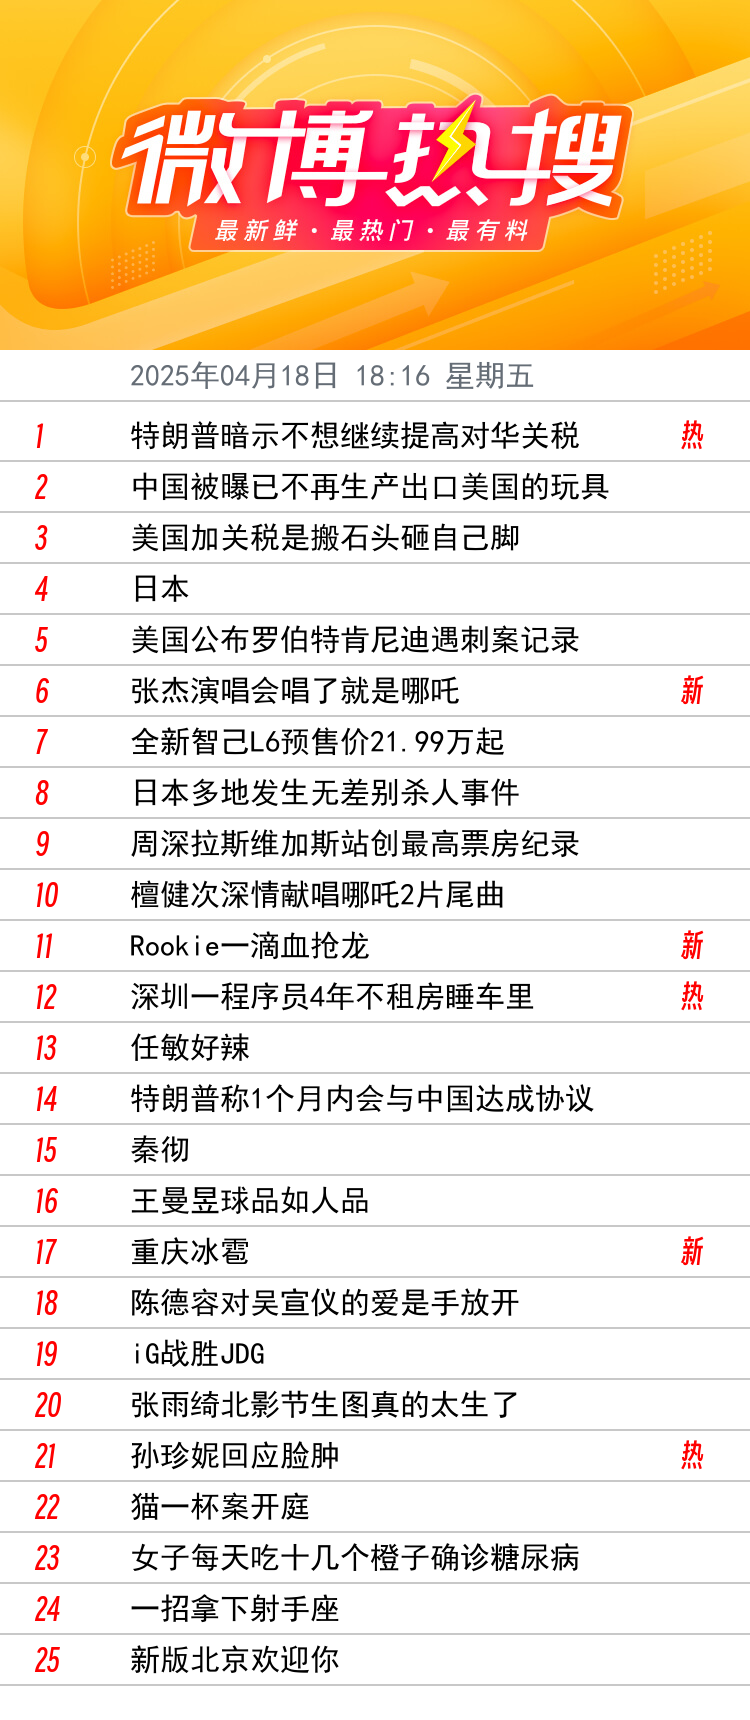 微博热搜
最新鲜·最热门·最有料
2025年04月18日 18:16 星期五
1 特朗普暗示不想继续提高对华关税 热
2 中国被曝已不再生产出口美国的玩具
3 美国加关税是搬石头砸自己脚
4 日本
5 美国公布罗伯特肯尼迪遇刺案记录
6 张杰演唱会唱了就是哪吒 新
7 全新智己L6预售价21.99万起
8 日本多地发生无差别杀人事件
9 周深拉斯维加斯站创最高票房纪录
10 檀健次深情献唱哪吒2片尾曲
11 Rookie一滴血抢龙 新
12 深圳一程序员4年不租房睡车里 热
13 任敏好辣
14 特朗普称1个月内会与中国达成协议
15 秦彻
16 王曼昱球品如人品
17 重庆冰雹 新
18 陈德容对吴宣仪的爱是手放开
19 iG战胜JDG
20 张雨绮北影节生图真的太生了
21 孙珍妮回应脸肿 热
22 猫一杯案开庭
23 女子每天吃十几个橙子确诊糖尿病
24 一招拿下射手座
25 新版北京欢迎你